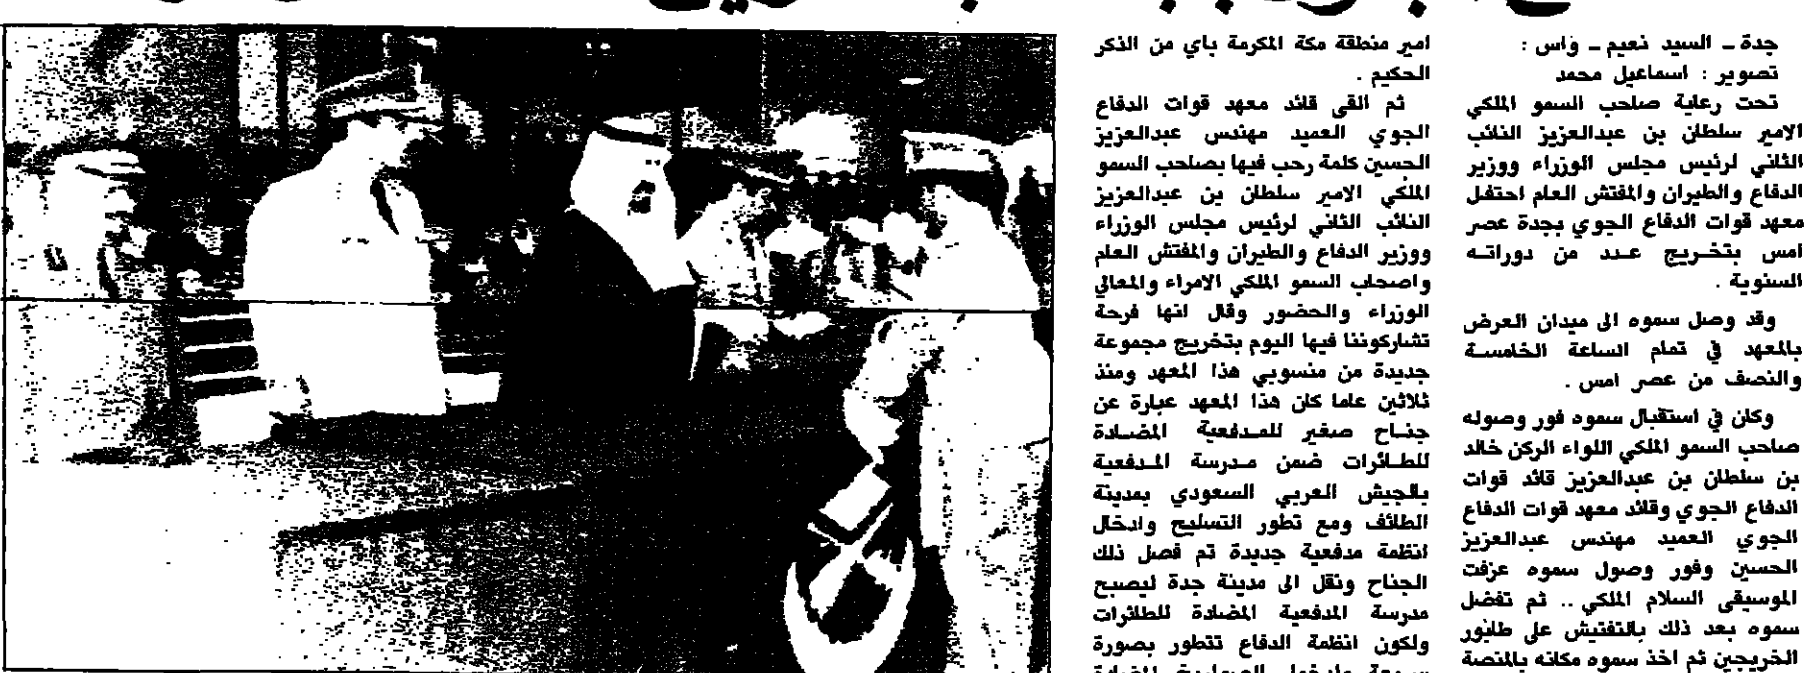 جدة ـ السيد نعيم ـ واس :
تصوير : اسماعيل محمد
تحت رعاية صاحب السمو الملكي
الامير سلطان بن عبدالعزيز النائب
الثاني لرئيس مجلس الوزراء ووزير
الدفاع والطيران والمفتش العام احتفل
معهد قوات الدفاع الجوي بجدة عصر
امس بتخريج عدد من دوراته
السنوية .
وقد وصل سموه الى ميدان العرض
بالمعهد في تمام الساعة الخامسة
والنصف من عصر امس .
وكان في استقبال سموه فور وصوله
صاحب السمو الملكي اللواء الركن خالد
بن سلطان بن عبدالعزيز قائد قوات
الدفاع الجوي وقائد معهد قوات الدفاع
الجوي العميد مهندس عبدالعزيز
الحسين وفور وصول سموه عزفت
الموسيقى السلام الملكي .. ثم تفضل
سموه بعد ذلك بالتفتيش على طابور
الخريجين ثم اخذ سموه مكانه بالمنصة
امير منطقة مكة المكرمة باي من الذكر
الحكيم .
ثم القى قائد معهد قوات الدفاع
الجوي العميد مهندس عبدالعزيز
الحسين كلمة رحب فيها بصاحب السمو
الملكي الامير سلطان بن عبدالعزيز
النائب الثاني لرئيس مجلس الوزراء
ووزير الدفاع والطيران والمفتش العام
واصحاب السمو الملكي الامراء والمعالي
الوزراء والحضور وقال انها فرحة
تشاركوننا فيها اليوم بتخريج مجموعة
جديدة من منسوبي هذا المعهد ومنذ
ثلاثين عاما كان هذا المعهد عبارة عن
جناح صغير للمدفعية المضادة
للطائرات ضمن مدرسة المدفعية
بالجيش العربي السعودي بمدينة
الطائف ومع تطور التسليح وادخال
انظمة مدفعية جديدة تم فصل ذلك
الجناح ونقل الى مدينة جدة ليصبح
مدرسة المدفعية المضادة للطائرات
ولكون انظمة الدفاع تتطور بصورة